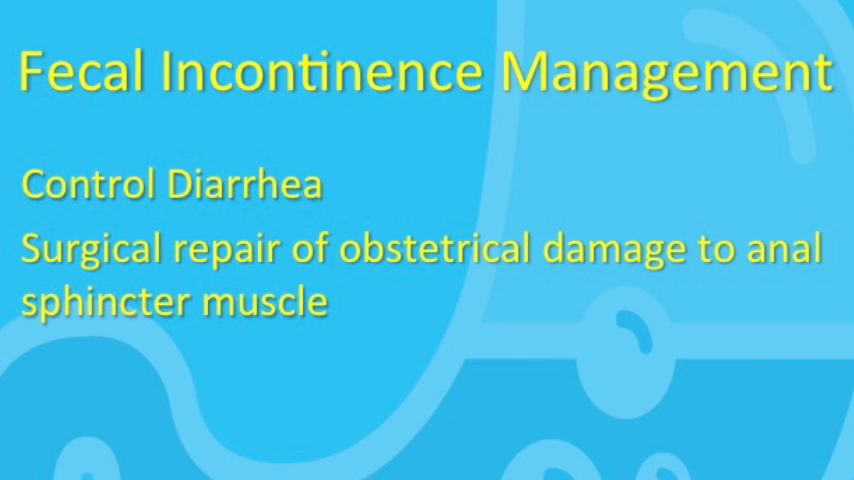 Fecal Incontinence Management
Control Diarrhea
Surgical repair of obstetrical damage to anal
sphincter muscle